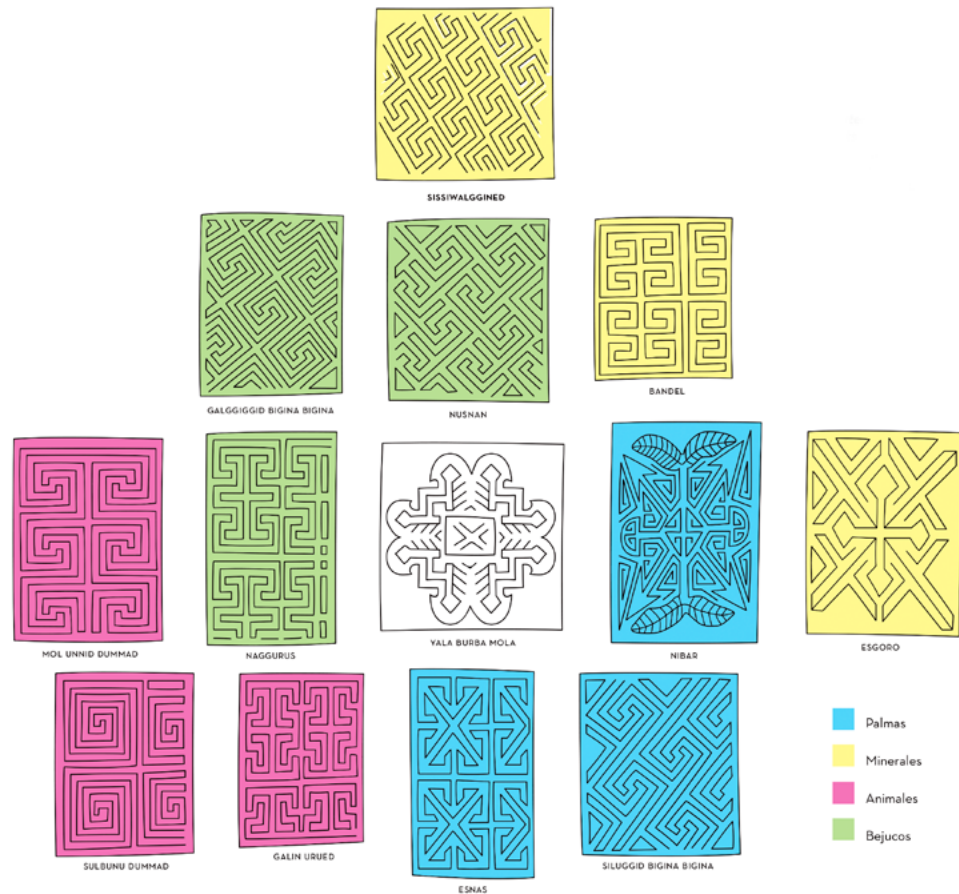 SISSIWALGGINED
GALGGIGGID BIGINA BIGINA
NUSNAN
BANDEL
MOL UNNID DUMMAD
NAGGURUS
YALA BURBA MOLA
NIBAR
ESGORO
SULBUNU DUMMAD
GALIN URUED
ESNAS
SILUGGID BIGINA BIGINA
Palmas
Minerales
Animales
Bejucos